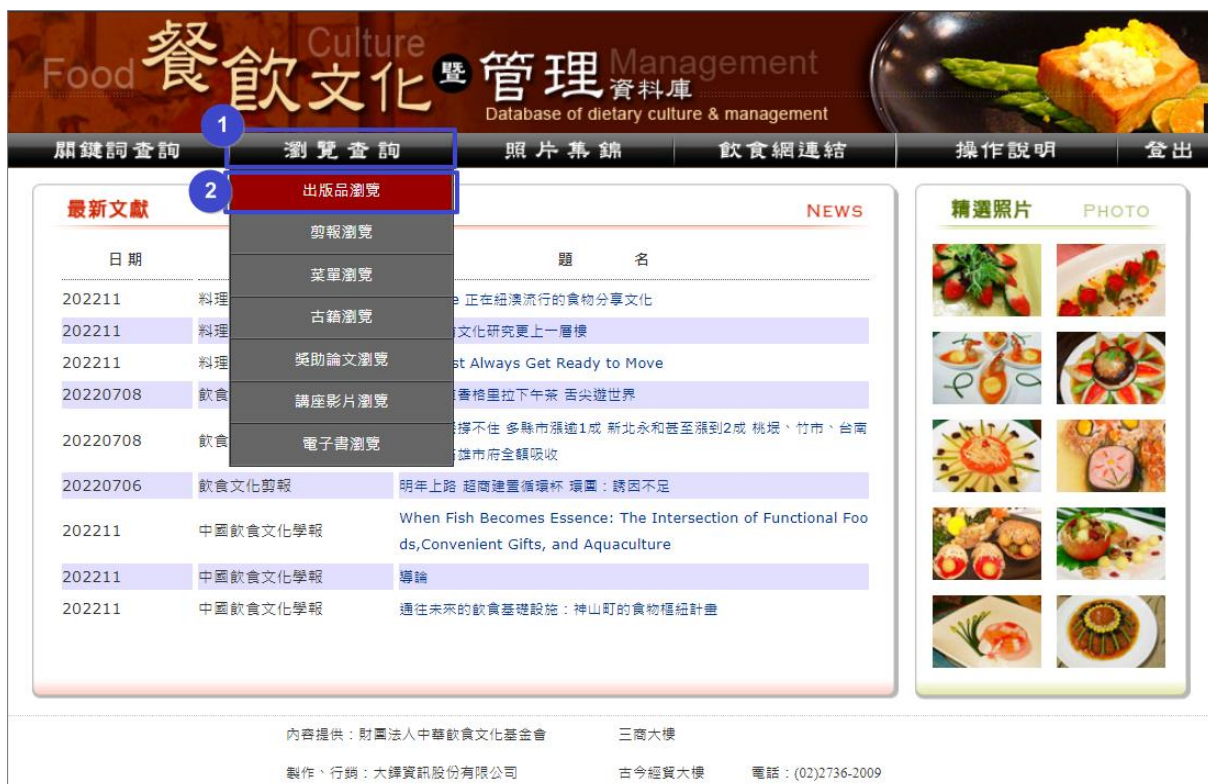 Food 餐飲文化 Culture 暨 管理 Management 資料庫
Database of dietary culture & management
1
關鍵詞查詢 瀏覽查詢 照片集錦 飲食網連結 操作說明 登出
2
出版品瀏覽
剪報瀏覽
菜單瀏覽
古籍瀏覽
獎助論文瀏覽
講座影片瀏覽
電子書瀏覽
最新文獻 NEWS
日期 題 名
202211 料理 正在紐澳流行的食物分享文化
202211 料理 文化研究更上一層樓
202211 料理 st Always Get Ready to Move
20220708 飲食 香格里拉下午茶 舌尖遊世界
20220708 飲食 撐不住 多縣市漲逾1成 新北永和甚至漲到2成 桃園、竹市、台南
雄市府全額吸收
20220706 飲食文化剪報 明年上路 超商建置循環杯 環團：誘因不足
202211 中國飲食文化學報 When Fish Becomes Essence: The Intersection of Functional Foo
ds,Convenient Gifts, and Aquaculture
202211 中國飲食文化學報 導論
202211 中國飲食文化學報 通往未來的飲食基礎設施：神山町的食物樞紐計畫
精選照片 PHOTO
內容提供：財團法人中華飲食文化基金會 三商大樓
製作、行銷：大鐸資訊股份有限公司 古今經貿大樓 電話：(02)2736-2009